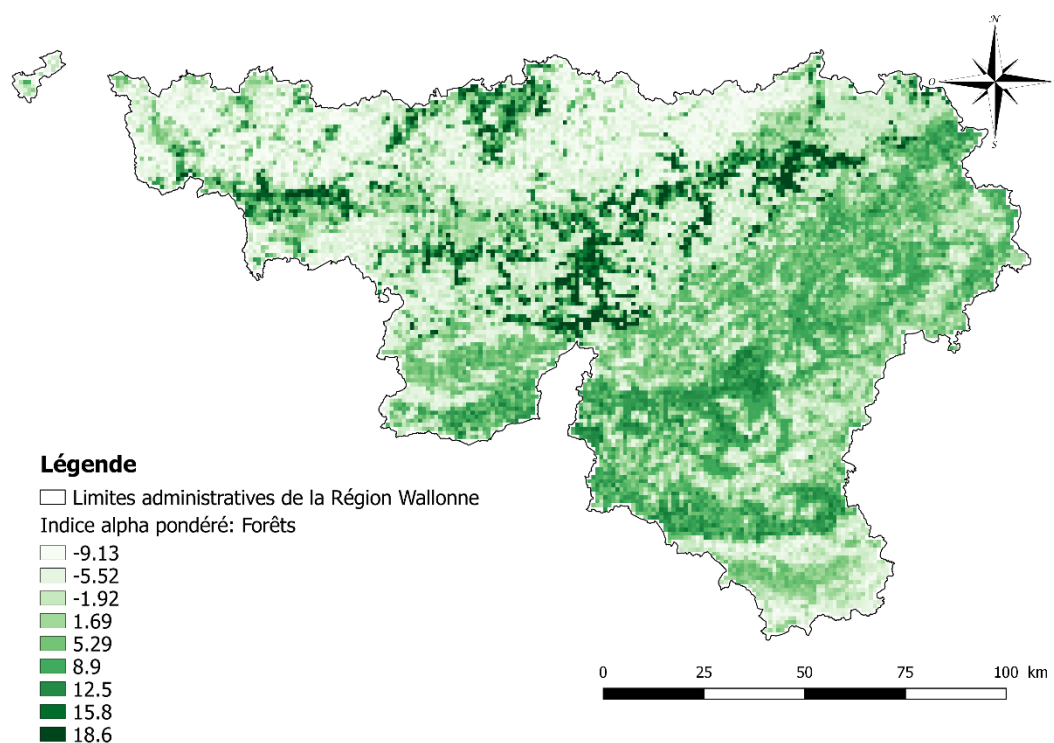 N
O
S
Légende
Limites administratives de la Région Wallonne
Indice alpha pondéré: Forêts
-9.13
-5.52
-1.92
1.69
5.29
8.9
12.5
15.8
18.6
0 25 50 75 100 km